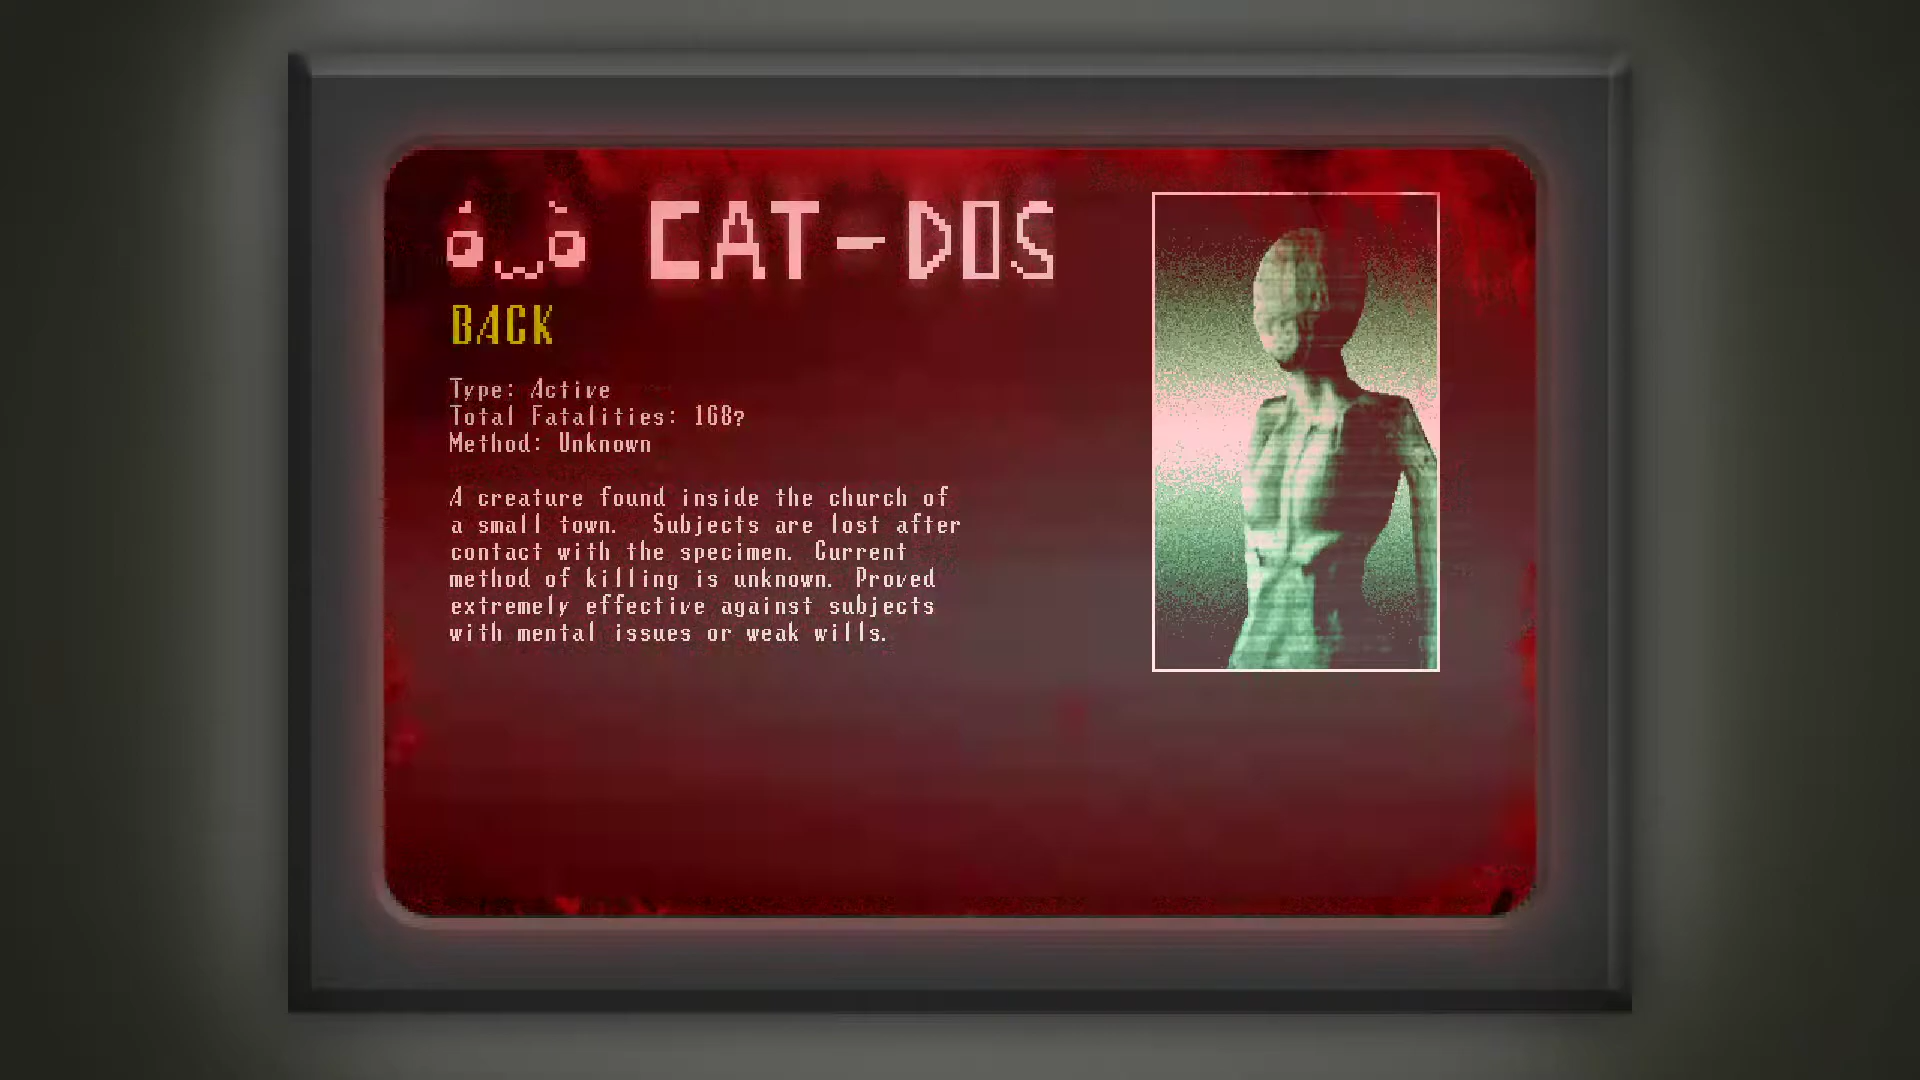 CAT-DOS
BACK
Type: Active
Total Fatalities: 168?
Method: Unknown
A creature found inside the church of
a small town. Subjects are lost after
contact with the specimen. Current
method of killing is unknown. Proved
extremely effective against subjects
with mental issues or weak wills.